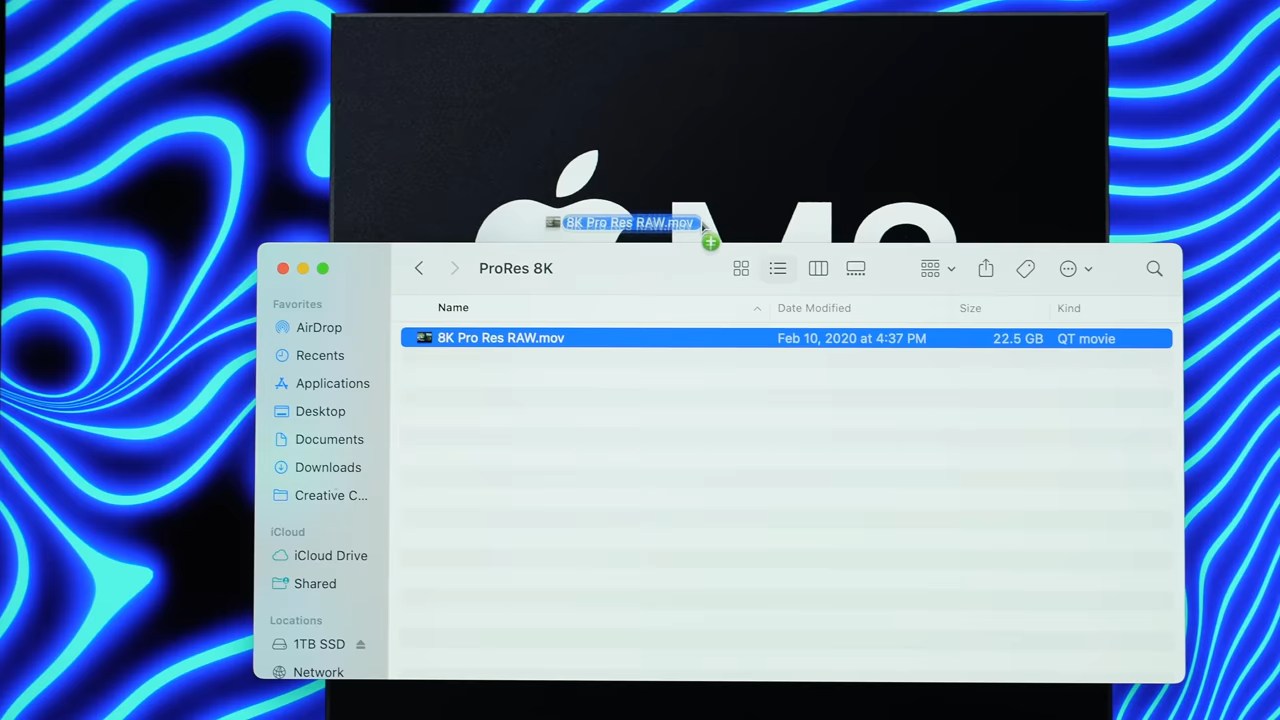 8K Pro Res RAW.mov
ProRes 8K
Name
Date Modified
Size
Kind
8K Pro Res RAW.mov
Feb 10, 2020 at 4:37 PM
22.5 GB
QT movie
Favorites
AirDrop
Recents
Applications
Desktop
Documents
Downloads
Creative C...
iCloud
iCloud Drive
Shared
Locations
1TB SSD
Network